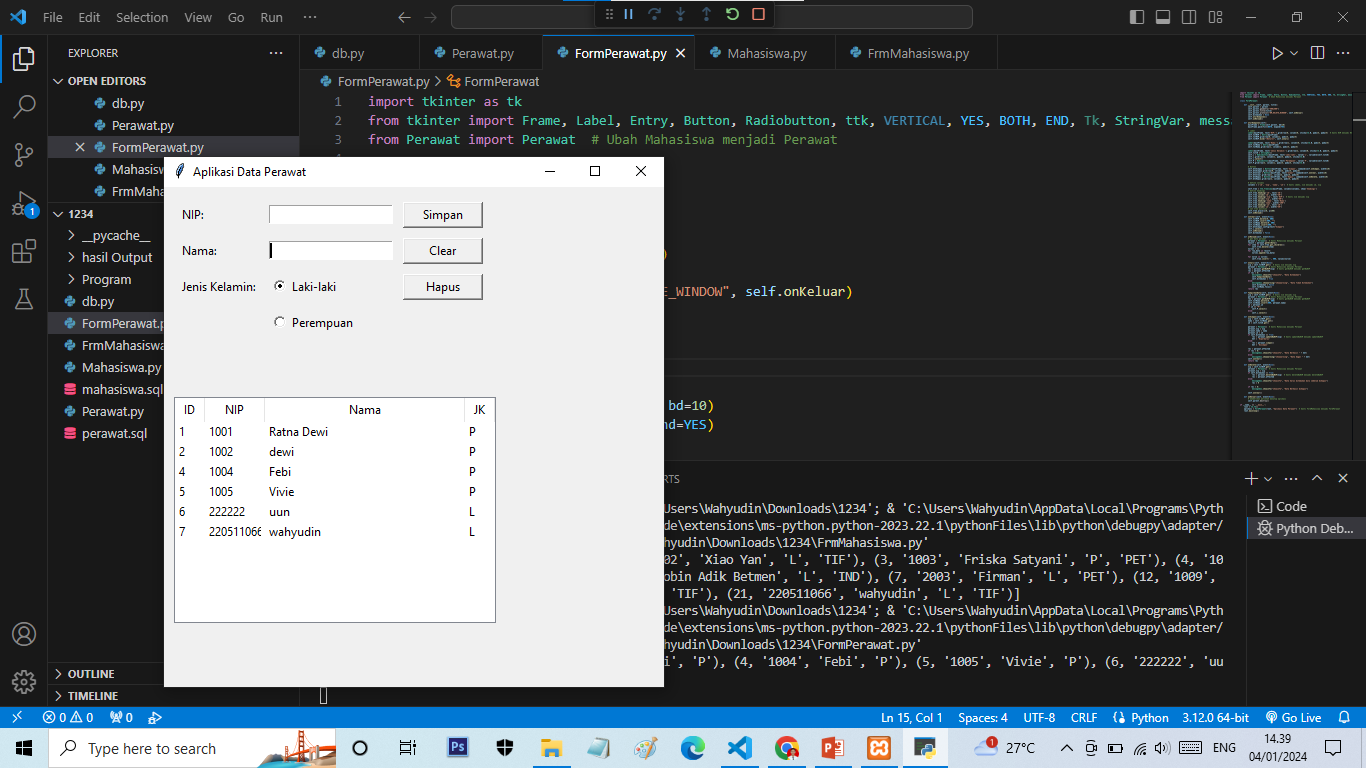 File Edit Selection View Go Run ···
EXPLORER ···
OPEN EDITORS
db.py
Perawat.py
FormPerawat.py
Mahasis
FrmMaha
1234
__pycache__
hasil Output
Program
db.py
FormPerawat.p
FrmMahasiswa
Mahasiswa.py
mahasiswa.sql
Perawat.py
perawat.sql
OUTLINE
TIMELINE
1
db.py Perawat.py FormPerawat.py Mahasiswa.py FrmMahasiswa.py
FormPerawat.py > FormPerawat
1 import tkinter as tk
2 from tkinter import Frame, Label, Entry, Button, Radiobutton, ttk, VERTICAL, YES, BOTH, END, Tk, StringVar, mess
3 from Perawat import Perawat # Ubah Mahasiswa menjadi Perawat
)
E_WINDOW", self.onKeluar)
bd=10)
nd=YES)
Aplikasi Data Perawat
NIP: Simpan
Nama: Clear
Jenis Kelamin: Laki-laki Hapus
Perempuan
ID NIP Nama JK
1 1001 Ratna Dewi P
2 1002 dewi P
4 1004 Febi P
5 1005 Vivie P
6 222222 uun L
7 220511066 wahyudin L
RTS
Code
Python Deb...
sers\Wahyudin\Downloads\1234'; & 'C:\Users\Wahyudin\AppData\Local\Programs\Pyth
de\extensions\ms-python.python-2023.22.1\pythonFiles\lib\python\debugpy\adapter/
hyudin\Downloads\1234\FrmMahasiswa.py'
02', 'Xiao Yan', 'L', 'TIF'), (3, '1003', 'Friska Satyani', 'P', 'PET'), (4, '10
obin Adik Betmen', 'L', 'IND'), (7, '2003', 'Firman', 'L', 'PET'), (12, '1009',
'TIF'), (21, '220511066', 'wahyudin', 'L', 'TIF')]
sers\Wahyudin\Downloads\1234'; & 'C:\Users\Wahyudin\AppData\Local\Programs\Pyth
de\extensions\ms-python.python-2023.22.1\pythonFiles\lib\python\debugpy\adapter/
hyudin\Downloads\1234\FormPerawat.py'
i', 'P'), (4, '1004', 'Febi', 'P'), (5, '1005', 'Vivie', 'P'), (6, '222222', 'uu
0 0 0 Ln 15, Col 1 Spaces: 4 UTF-8 CRLF Python 3.12.0 64-bit Go Live
Type here to search
Ps
1 27°C ENG 14.39
04/01/2024